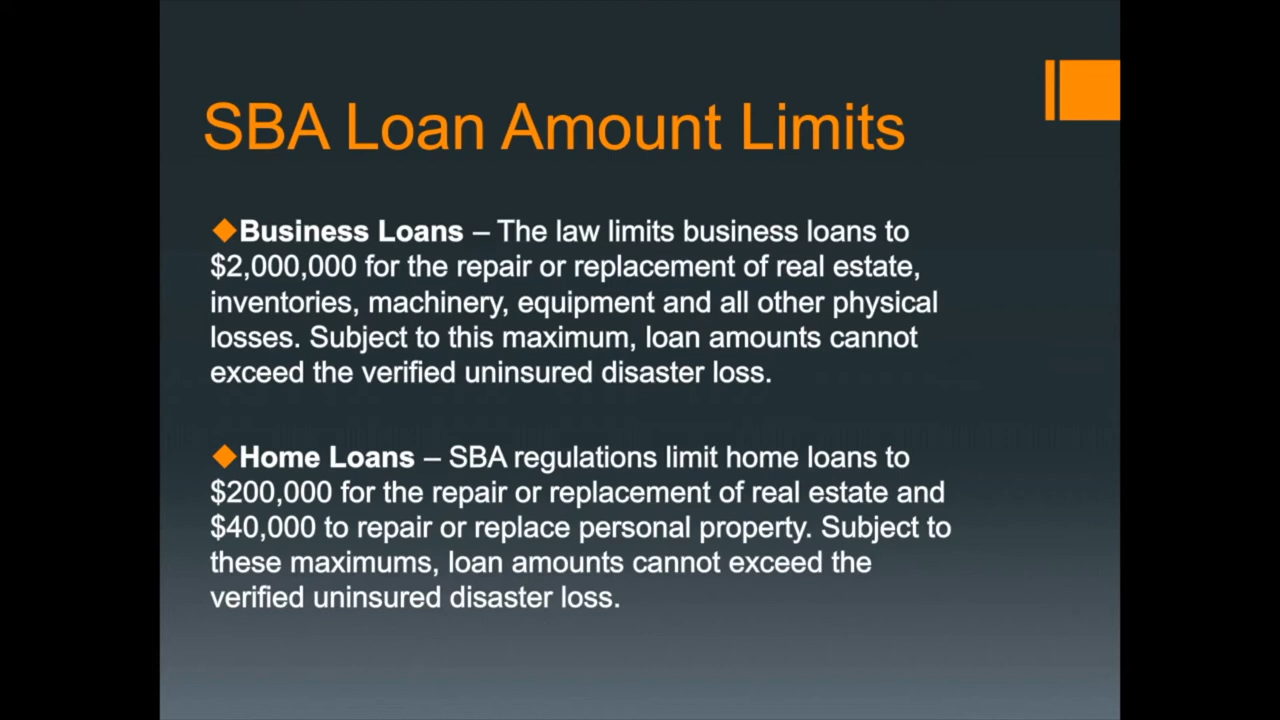 SBA Loan Amount Limits
◆Business Loans – The law limits business loans to
$2,000,000 for the repair or replacement of real estate,
inventories, machinery, equipment and all other physical
losses. Subject to this maximum, loan amounts cannot
exceed the verified uninsured disaster loss.
◆Home Loans – SBA regulations limit home loans to
$200,000 for the repair or replacement of real estate and
$40,000 to repair or replace personal property. Subject to
these maximums, loan amounts cannot exceed the
verified uninsured disaster loss.